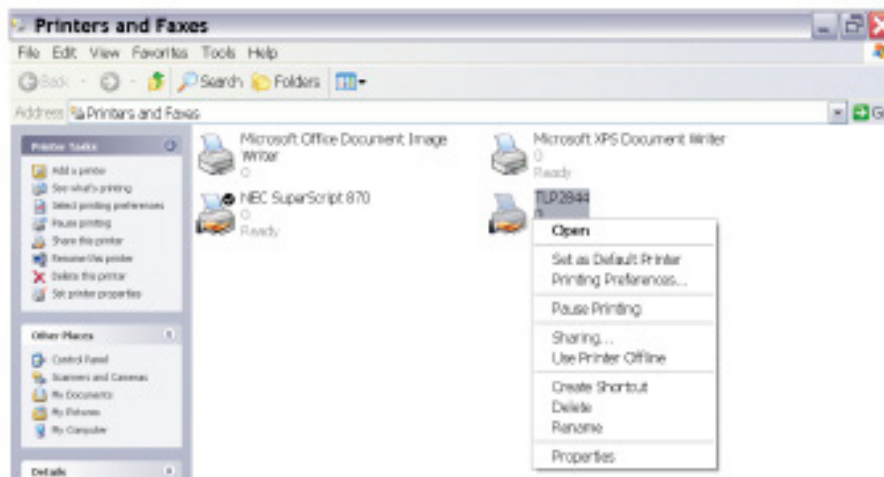 Printers and Faxes
File Edit View Favorites Tools Help
Back Search Folders
Address Printers and Faxes Go
Printer Tasks
Add a printer
See what's printing
Select printing preferences
Pause printing
Share this printer
Rename this printer
Delete this printer
Set printer properties
Other Places
Control Panel
Scanners and Cameras
My Documents
My Pictures
My Computer
Details
Microsoft Office Document Image
Writer
0
Microsoft XPS Document Writer
0
Ready
NEC SuperScript 870
0
Ready
TLP2844
0
Open
Set as Default Printer
Printing Preferences...
Pause Printing
Sharing...
Use Printer Offline
Create Shortcut
Delete
Rename
Properties